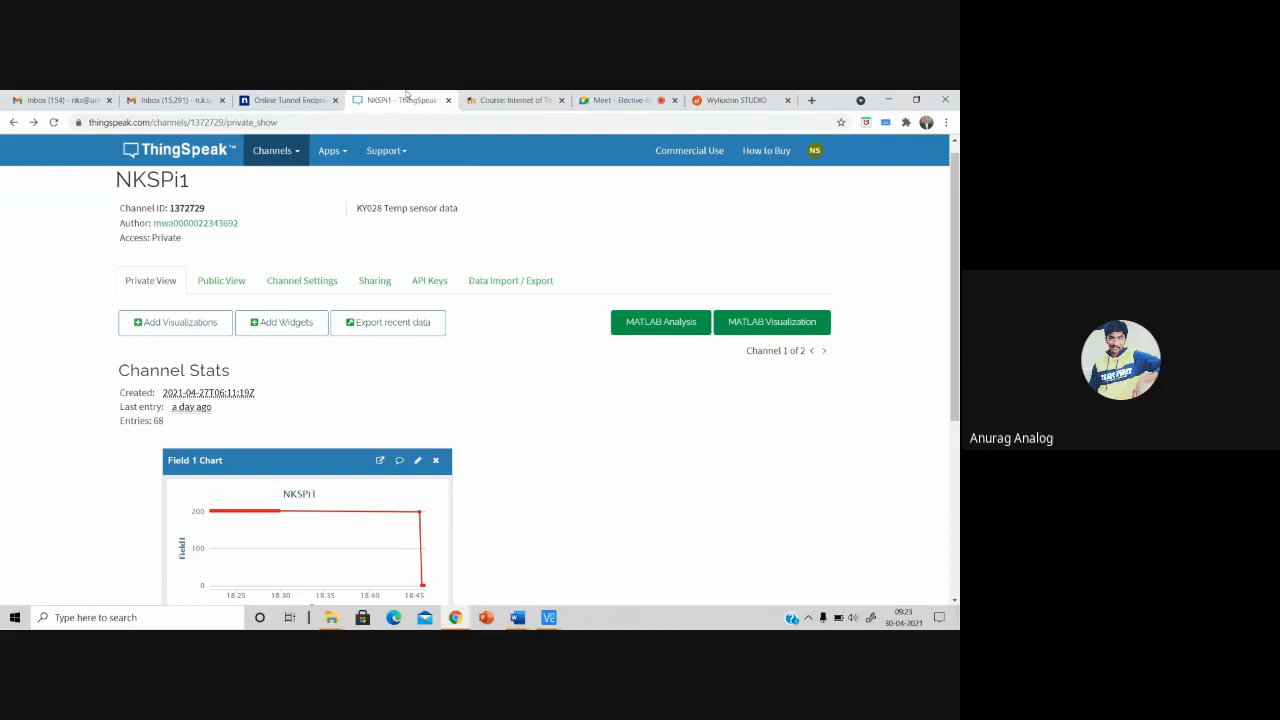 Inbox (154) - nks@uc
Inbox (15,291) - n.k.su
Online Tunnel Endpo
NKSPi1 - ThingSpeak
Course: Internet of Th
Meet - Elective-I
Wyliodrin STUDIO
thingspeak.com/channels/1372729/private_show
ThingSpeak™
Channels
Apps
Support
Commercial Use
How to Buy
NS
NKSPi1
Channel ID: 1372729
KY028 Temp sensor data
Author: mwa0000022343692
Access: Private
Private View
Public View
Channel Settings
Sharing
API Keys
Data Import / Export
Add Visualizations
Add Widgets
Export recent data
MATLAB Analysis
MATLAB Visualization
Channel 1 of 2
Channel Stats
Created: 2021-04-27T06:11:19Z
Last entry: a day ago
Entries: 68
Field 1 Chart
NKSPi1
Field1
200
100
0
18:25
18:30
18:35
18:40
18:45
Type here to search
09:23
30-04-2021
Anurag Analog